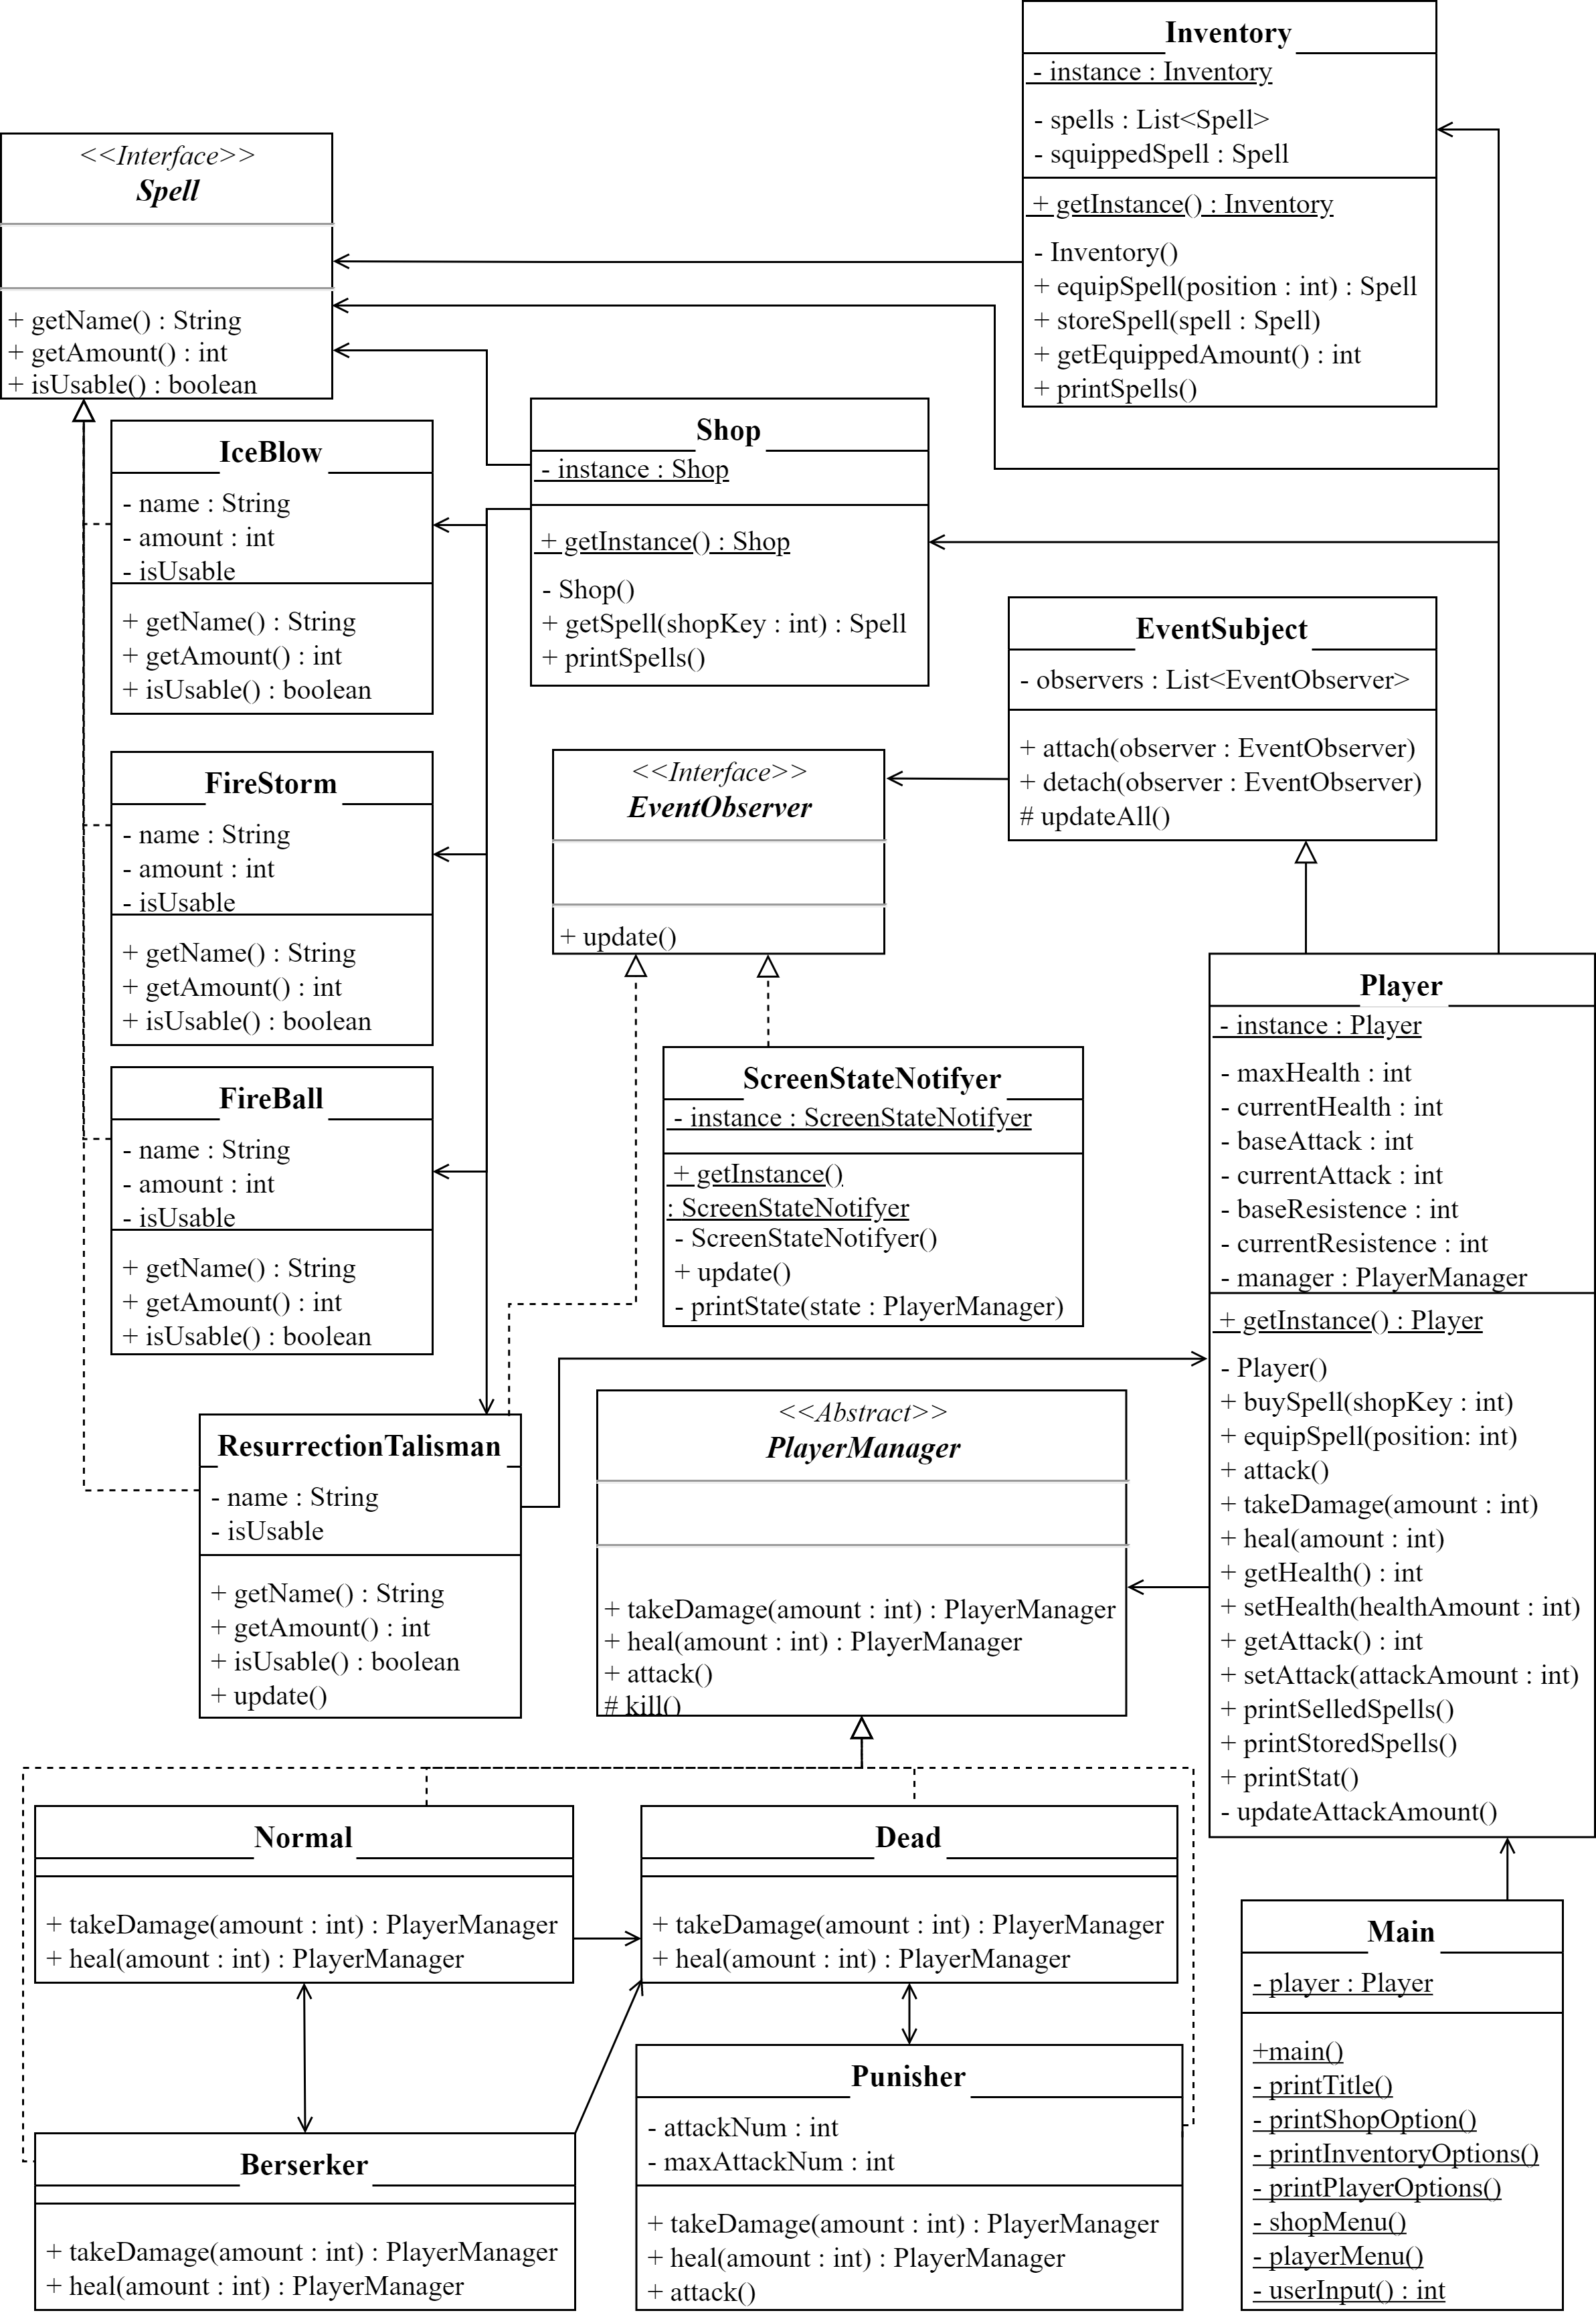 Inventory
- instance : Inventory
- spells : List<Spell>
- squippedSpell : Spell
+ getInstance() : Inventory
- Inventory()
+ equipSpell(position : int) : Spell
+ storeSpell(spell : Spell)
+ getEquippedAmount() : int
+ printSpells()
<<Interface>>
Spell
+ getName() : String
+ getAmount() : int
+ isUsable() : boolean
IceBlow
- name : String
- amount : int
- isUsable
+ getName() : String
+ getAmount() : int
+ isUsable() : boolean
Shop
- instance : Shop
+ getInstance() : Shop
- Shop()
+ getSpell(shopKey : int) : Spell
+ printSpells()
EventSubject
- observers : List<EventObserver>
+ attach(observer : EventObserver)
+ detach(observer : EventObserver)
# updateAll()
FireStorm
- name : String
- amount : int
- isUsable
+ getName() : String
+ getAmount() : int
+ isUsable() : boolean
<<Interface>>
EventObserver
+ update()
FireBall
- name : String
- amount : int
- isUsable
+ getName() : String
+ getAmount() : int
+ isUsable() : boolean
ScreenStateNotifyer
- instance : ScreenStateNotifyer
+ getInstance()
: ScreenStateNotifyer
- ScreenStateNotifyer()
+ update()
- printState(state : PlayerManager)
Player
- instance : Player
- maxHealth : int
- currentHealth : int
- baseAttack : int
- currentAttack : int
- baseResistence : int
- currentResistence : int
- manager : PlayerManager
+ getInstance() : Player
- Player()
+ buySpell(shopKey : int)
+ equipSpell(position: int)
+ attack()
+ takeDamage(amount : int)
+ heal(amount : int)
+ getHealth() : int
+ setHealth(healthAmount : int)
+ getAttack() : int
+ setAttack(attackAmount : int)
+ printSelledSpells()
+ printStoredSpells()
+ printStat()
- updateAttackAmount()
ResurrectionTalisman
- name : String
- isUsable
+ getName() : String
+ getAmount() : int
+ isUsable() : boolean
+ update()
<<Abstract>>
PlayerManager
+ takeDamage(amount : int) : PlayerManager
+ heal(amount : int) : PlayerManager
+ attack()
# kill()
Normal
+ takeDamage(amount : int) : PlayerManager
+ heal(amount : int) : PlayerManager
Dead
+ takeDamage(amount : int) : PlayerManager
+ heal(amount : int) : PlayerManager
Berserker
+ takeDamage(amount : int) : PlayerManager
+ heal(amount : int) : PlayerManager
Punisher
- attackNum : int
- maxAttackNum : int
+ takeDamage(amount : int) : PlayerManager
+ heal(amount : int) : PlayerManager
+ attack()
Main
- player : Player
+main()
- printTitle()
- printShopOption()
- printInventoryOptions()
- printPlayerOptions()
- shopMenu()
- playerMenu()
- userInput() : int